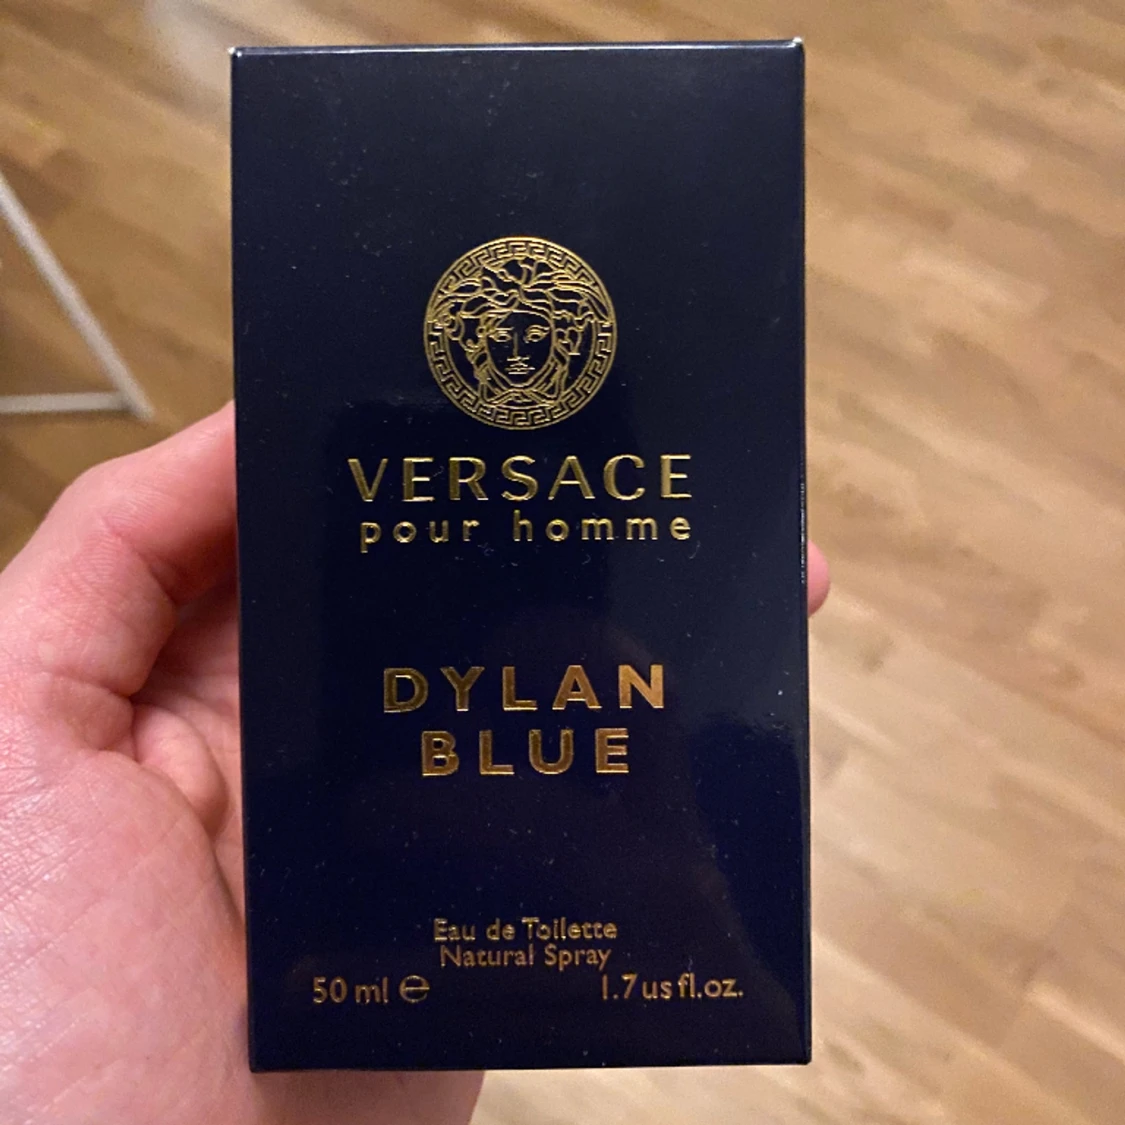 VERSACE
pour homme
DYLAN
BLUE
Eau de Toilette
Natural Spray
50 ml ℮ 1.7 us fl.oz.